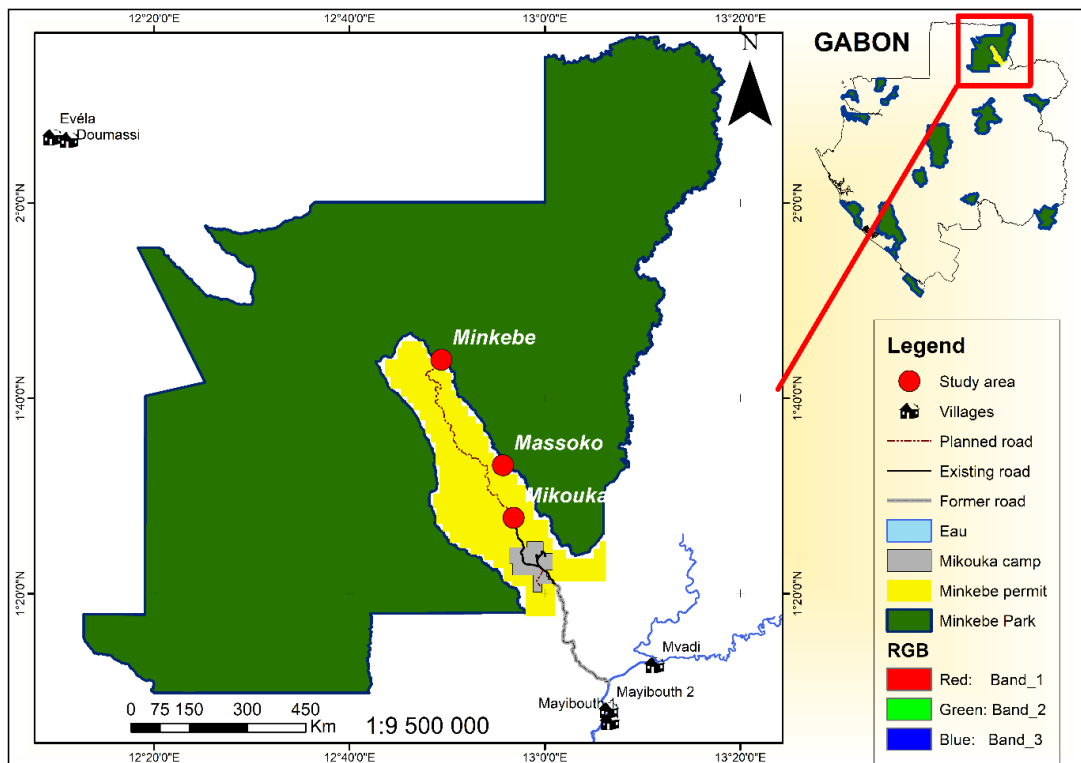 12°20'0"E
12°40'0"E
13°0'0"E
13°20'0"E
N
GABON
Evéla
Doumassi
2°0'0"N
2°0'0"N
Minkebe
1°40'0"N
1°40'0"N
Massoko
Mikouka
1°20'0"N
1°20'0"N
Mvadi
Mayibouth 2
Mayibouth 1
0 75 150 300 450
Km
1:9 500 000
12°20'0"E
12°40'0"E
13°0'0"E
13°20'0"E
Legend
Study area
Villages
Planned road
Existing road
Former road
Eau
Mikouka camp
Minkebe permit
Minkebe Park
RGB
Red: Band_1
Green: Band_2
Blue: Band_3